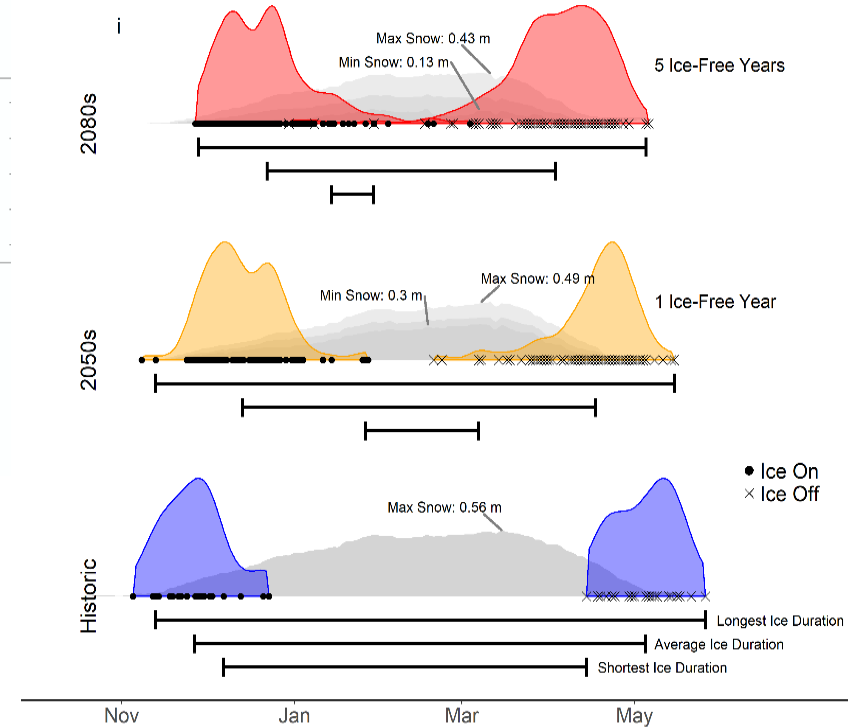 i
Max Snow: 0.43 m
Min Snow: 0.13 m
5 Ice-Free Years
2080s
Max Snow: 0.49 m
Min Snow: 0.3 m
1 Ice-Free Year
2050s
Ice On
Ice Off
Max Snow: 0.56 m
Historic
Longest Ice Duration
Average Ice Duration
Shortest Ice Duration
Nov Jan Mar May